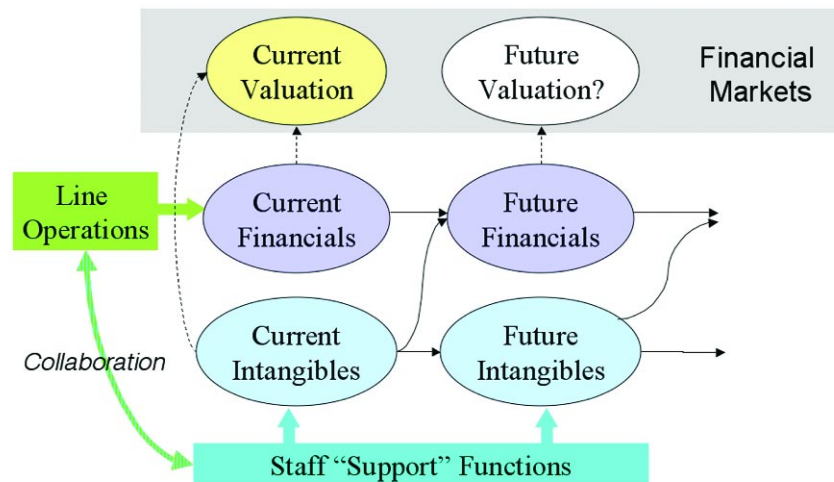 Current
Valuation
Future
Valuation?
Financial
Markets
Line
Operations
Current
Financials
Future
Financials
Collaboration
Current
Intangibles
Future
Intangibles
Staff “Support” Functions